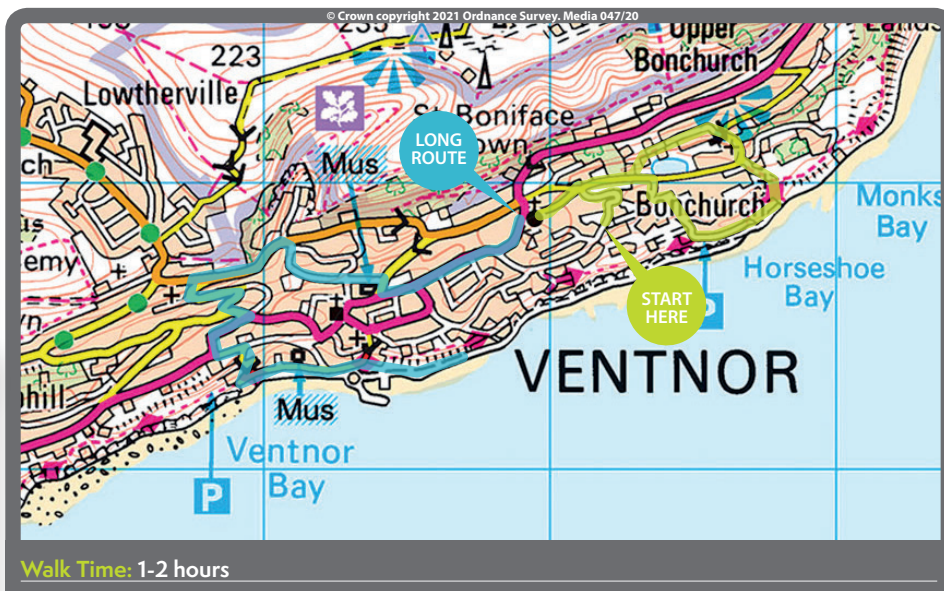 © Crown copyright 2021 Ordnance Survey. Media 047/20
223
Upper
Bonchurch
Lowtherville
St Boniface
LONG
ROUTE
Mus
Bonchurch
Monks
Bay
Horseshoe
Bay
START
HERE
VENTNOR
Mus
Ventnor
Bay
P
Walk Time: 1-2 hours